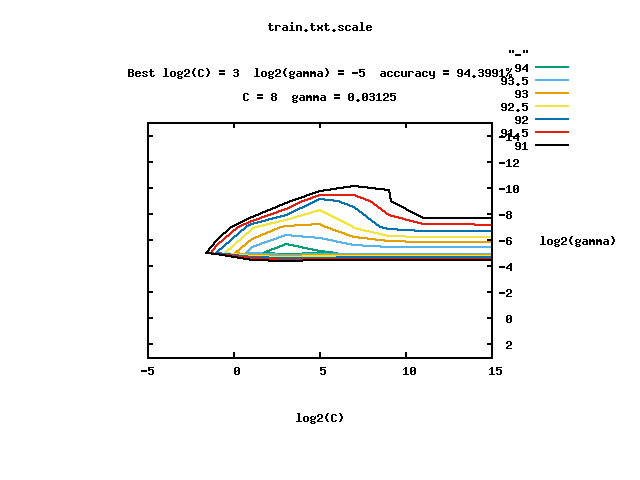 train.txt.scale
"-"
94
Best log2(C) = 3  log2(gamma) = -5  accuracy = 94.3991%
93.5
93
C = 8  gamma = 0.03125
92.5
92
91.5
-14
91
-12
-10
-8
-6
log2(gamma)
-4
-2
0
2
-5 0 5 10 15
log2(C)